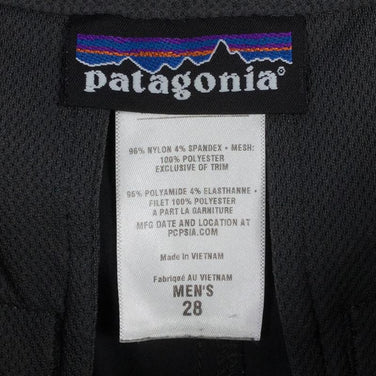 patagonia®
96% NYLON 4% SPANDEX • MESH:
100% POLYESTER
EXCLUSIVE OF TRIM
96% POLYAMIDE 4% ELASTHANNE •
FILET 100% POLYESTER
A PART LA GARNITURE
MFG DATE AND LOCATION AT
PCPSIA.COM
Made in VIETNAM
Fabriqué AU VIETNAM
MEN'S
28